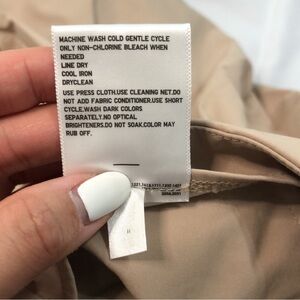 MACHINE WASH COLD GENTLE CYCLE
ONLY NON-CHLORINE BLEACH WHEN
NEEDED
LINE DRY
COOL IRON
DRYCLEAN
USE PRESS CLOTH.USE CLEANING NET.DO
NOT ADD FABRIC CONDITIONER.USE SHORT
CYCLE.WASH DARK COLORS
SEPARATELY.NO OPTICAL
BRIGHTENERS.DO NOT SOAK.COLOR MAY
RUB OFF.